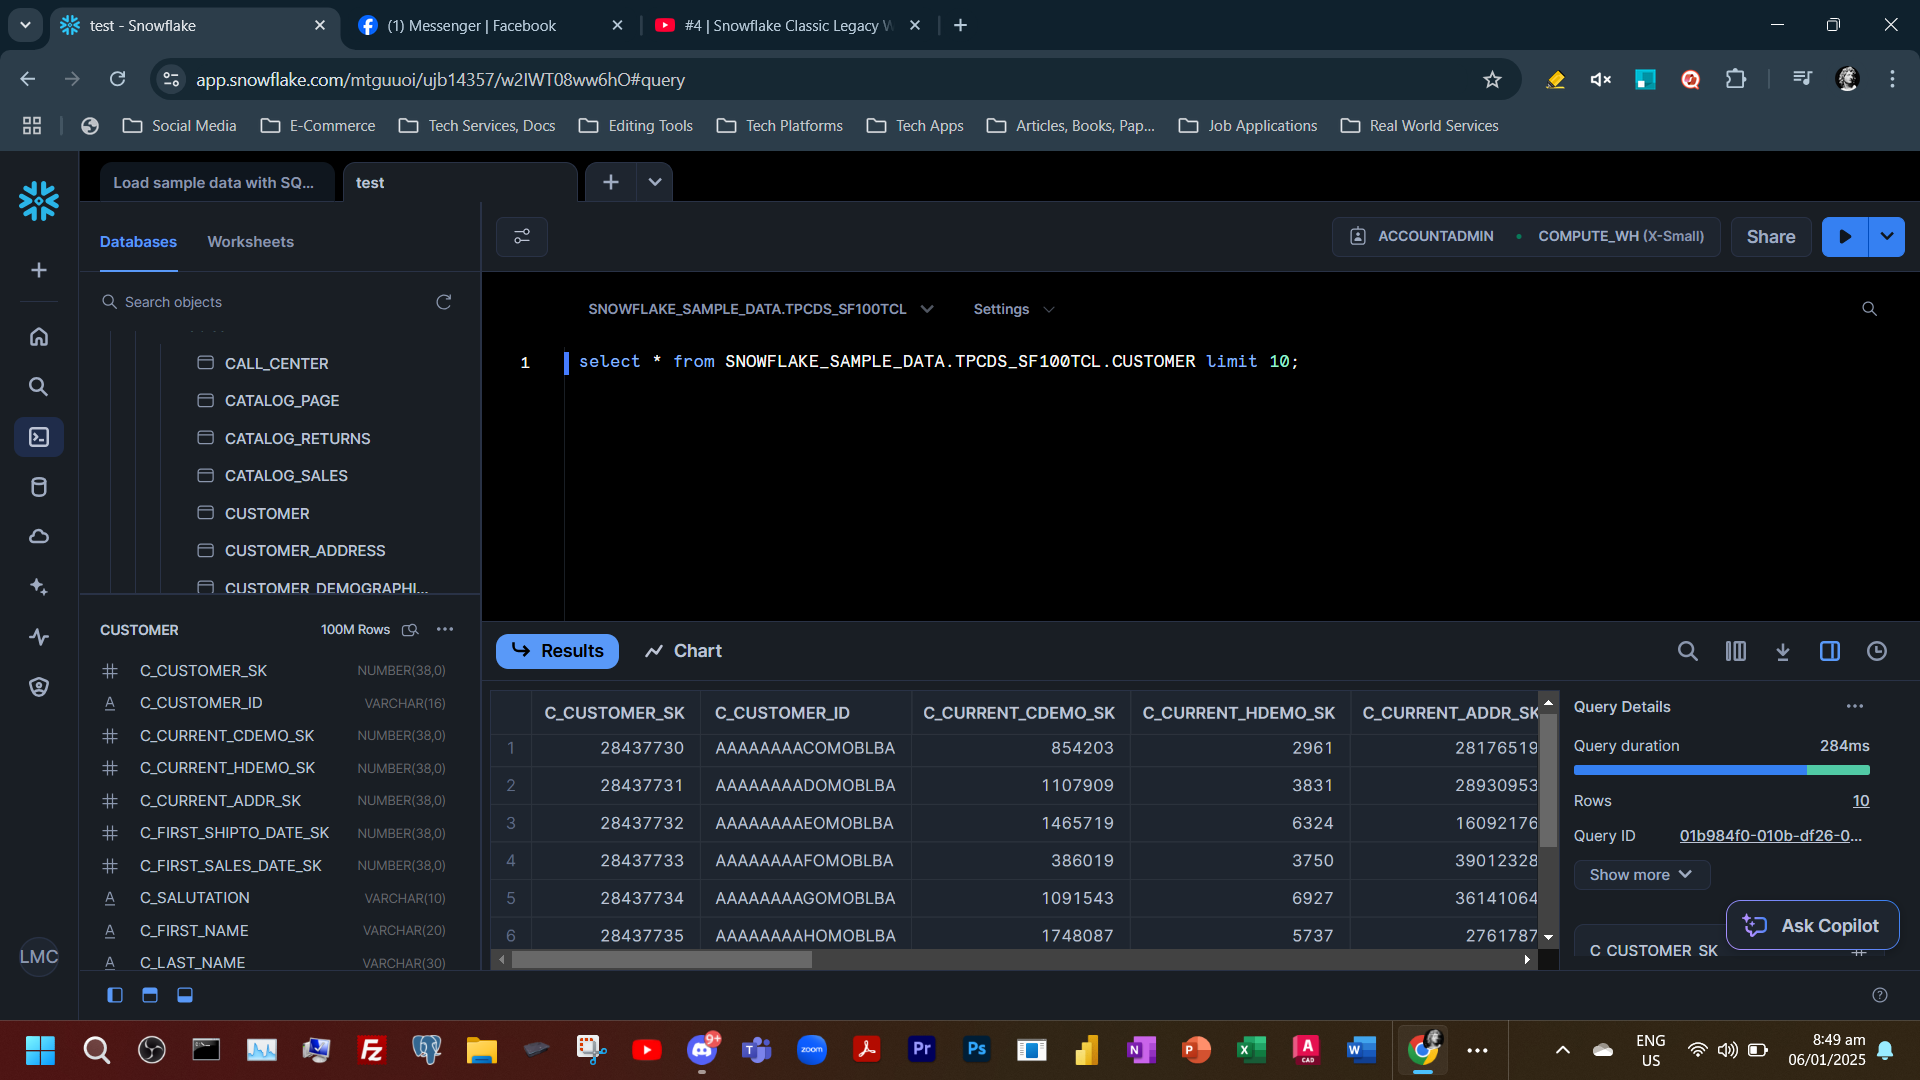 test - Snowflake
(1) Messenger | Facebook
#4 | Snowflake Classic Legacy W
app.snowflake.com/mtguuoi/ujb14357/w2IWT08ww6hO#query
Social Media
E-Commerce
Tech Services, Docs
Editing Tools
Tech Platforms
Tech Apps
Articles, Books, Pap...
Job Applications
Real World Services
Load sample data with SQ...
test
Databases
Worksheets
ACCOUNTADMIN
COMPUTE_WH (X-Small)
Share
Search objects
SNOWFLAKE_SAMPLE_DATA.TPCDS_SF100TCL
Settings
1 select * from SNOWFLAKE_SAMPLE_DATA.TPCDS_SF100TCL.CUSTOMER limit 10;
CALL_CENTER
CATALOG_PAGE
CATALOG_RETURNS
CATALOG_SALES
CUSTOMER
CUSTOMER_ADDRESS
CUSTOMER_DEMOGRAPHI...
CUSTOMER 100M Rows
C_CUSTOMER_SK NUMBER(38,0)
C_CUSTOMER_ID VARCHAR(16)
C_CURRENT_CDEMO_SK NUMBER(38,0)
C_CURRENT_HDEMO_SK NUMBER(38,0)
C_CURRENT_ADDR_SK NUMBER(38,0)
C_FIRST_SHIPTO_DATE_SK NUMBER(38,0)
C_FIRST_SALES_DATE_SK NUMBER(38,0)
C_SALUTATION VARCHAR(10)
C_FIRST_NAME VARCHAR(20)
C_LAST_NAME VARCHAR(30)
LMC
Results
Chart
C_CUSTOMER_SK C_CUSTOMER_ID C_CURRENT_CDEMO_SK C_CURRENT_HDEMO_SK C_CURRENT_ADDR_SK
1 28437730 AAAAAAAACOMOBLBA 854203 2961 28176519
2 28437731 AAAAAAAADOMOBLBA 1107909 3831 28930953
3 28437732 AAAAAAAAEOMOBLBA 1465719 6324 16092176
4 28437733 AAAAAAAAFOMOBLBA 386019 3750 39012328
5 28437734 AAAAAAAAGOMOBLBA 1091543 6927 36141064
6 28437735 AAAAAAAAHOMOBLBA 1748087 5737 2761787
Query Details
Query duration 284ms
Rows 10
Query ID 01b984f0-010b-df26-0...
Show more
Ask Copilot
C_CUSTOMER_SK
Fz
9+
zoom
Pr
Ps
N
P
X
A
CAD
W
ENG
US
8:49 am
06/01/2025